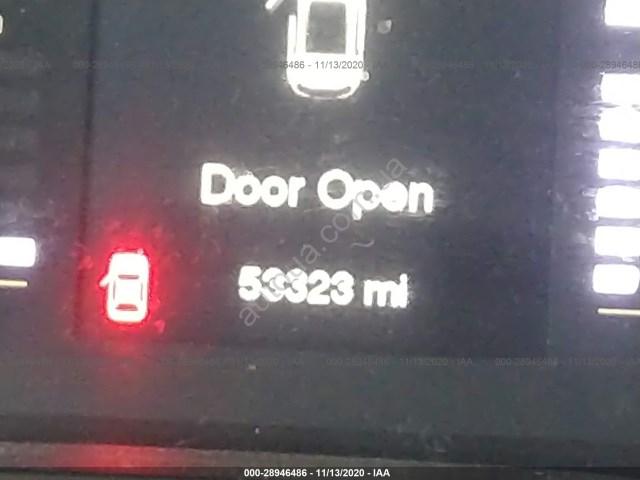 Door Open
53323 mi
000-28946486 - 11/13/2020 - IAA